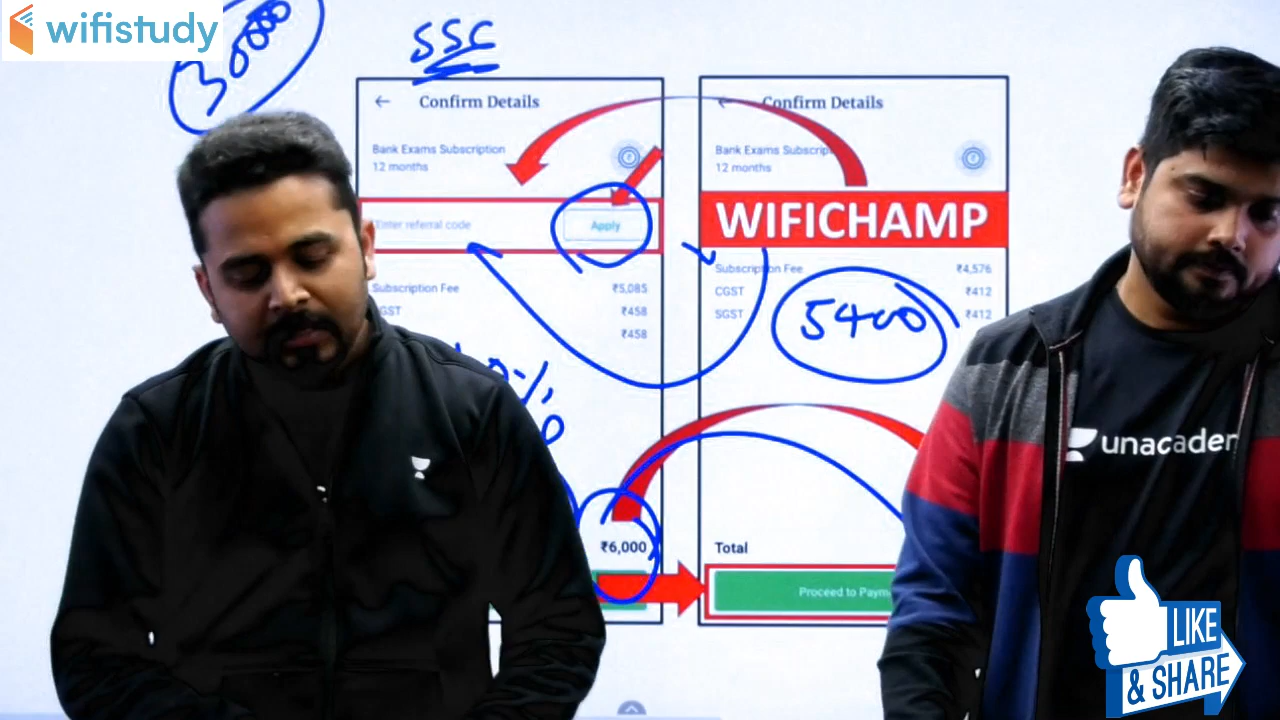 wifistudy
30000
SSC
Confirm Details
Bank Exams Subscription
12 months
Enter referral code
Apply
Subscription Fee ₹5,085
GST ₹458
₹458
₹6,000
Confirm Details
Bank Exams Subscrip
12 months
WIFICHAMP
Subscription Fee ₹4,576
CGST ₹412
SGST ₹412
5400
Total
Proceed to Paym
unacadem
LIKE
& SHARE